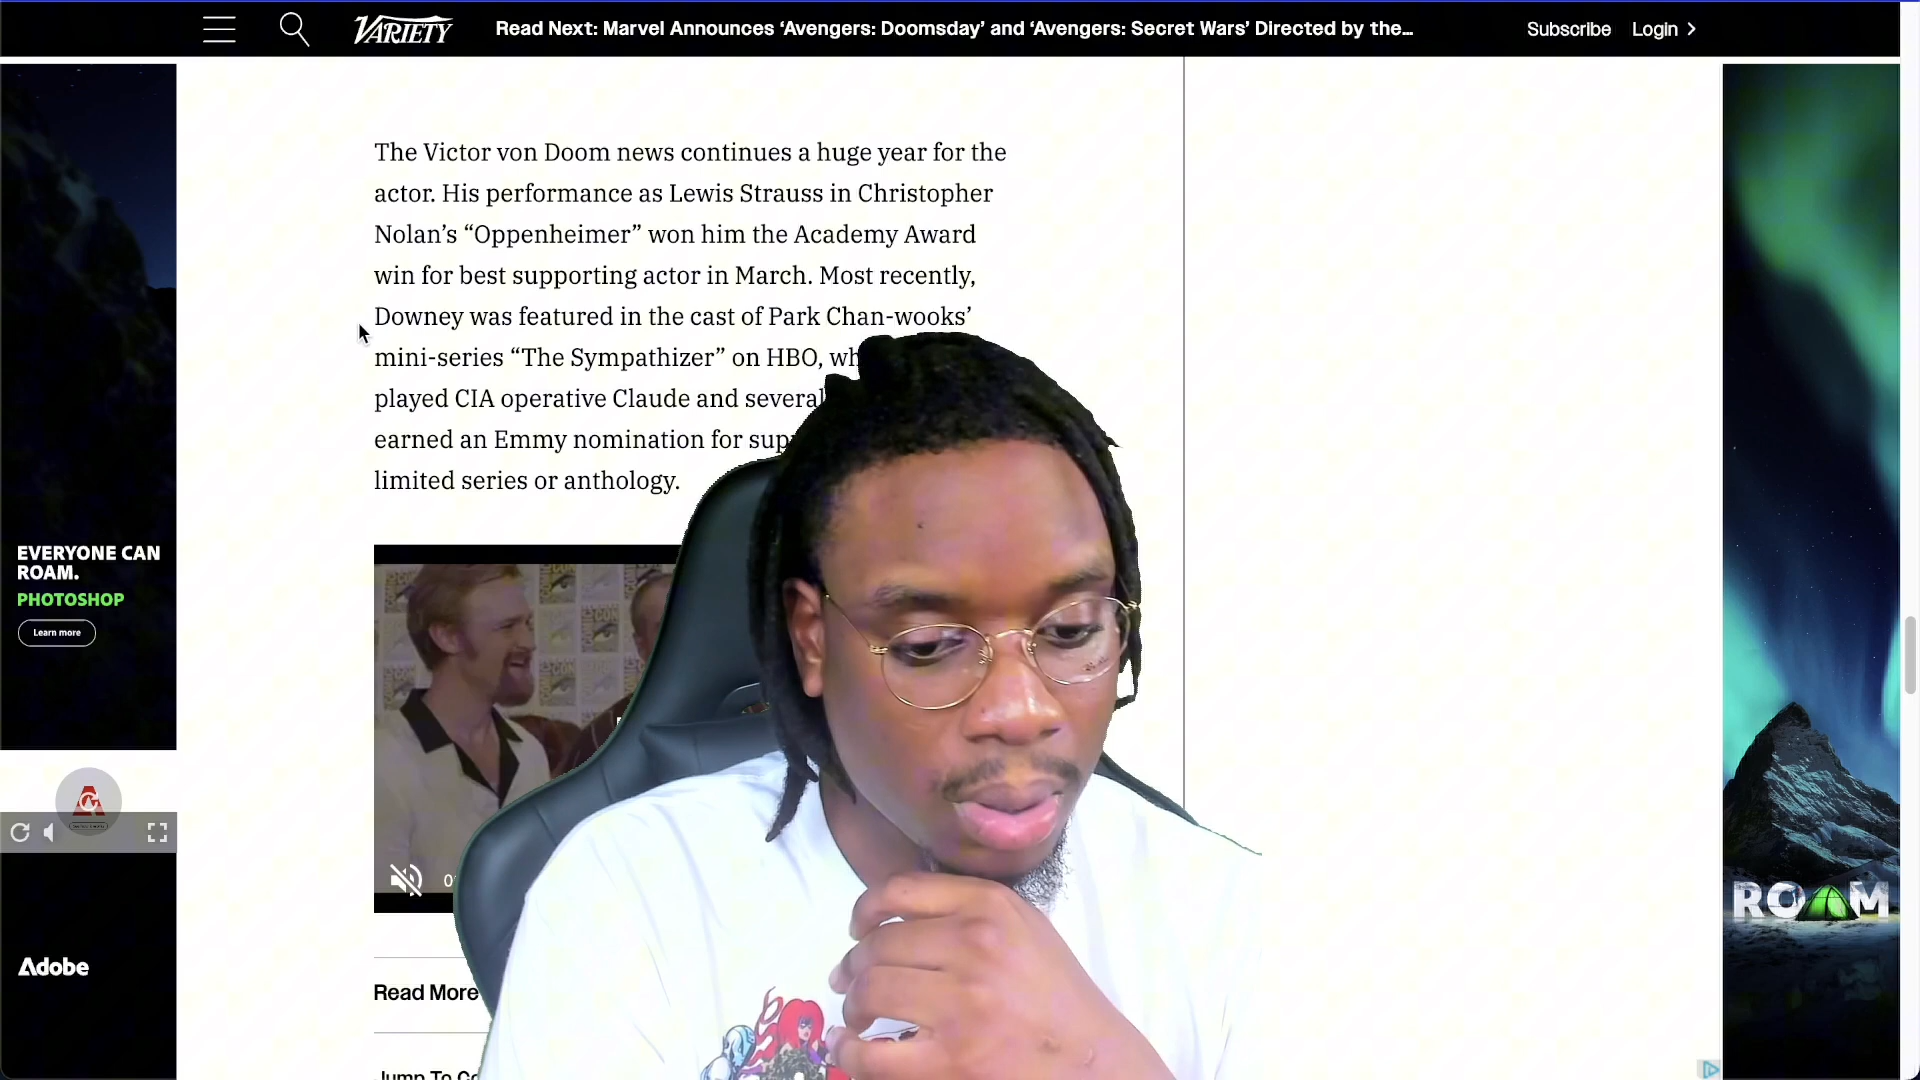 VARIETY
Read Next: Marvel Announces ‘Avengers: Doomsday’ and ‘Avengers: Secret Wars’ Directed by the...
Subscribe
Login
The Victor von Doom news continues a huge year for the
actor. His performance as Lewis Strauss in Christopher
Nolan’s “Oppenheimer” won him the Academy Award
win for best supporting actor in March. Most recently,
Downey was featured in the cast of Park Chan-wooks’
mini-series “The Sympathizer” on HBO,
played CIA operative Claude and several
earned an Emmy nomination for
limited series or anthology.
EVERYONE CAN
ROAM.
PHOTOSHOP
Learn more
Adobe
Read More
Jump To
ROAM